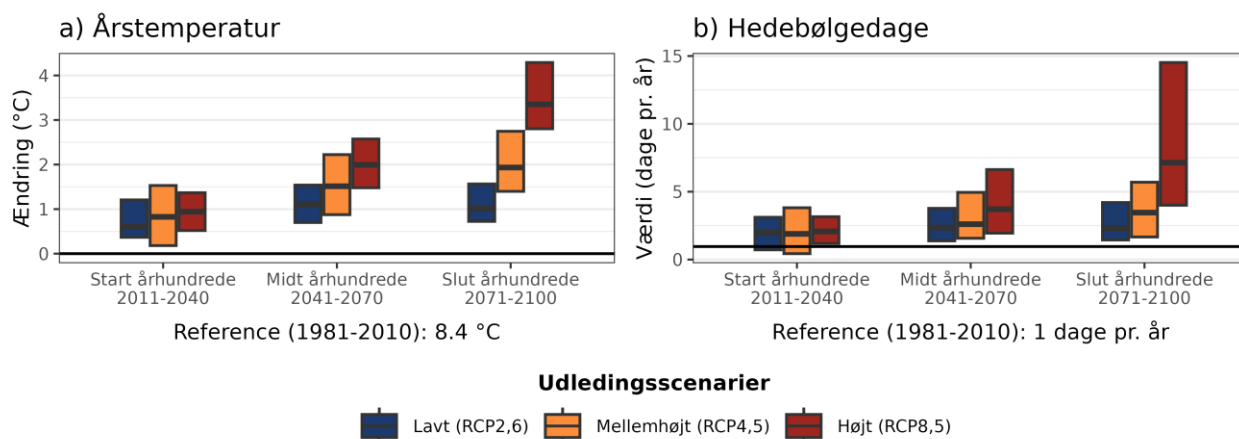 a) Årstemperatur
Ændring (°C)
4
3
2
1
0
Start århundrede
2011-2040
Midt århundrede
2041-2070
Slut århundrede
2071-2100
Reference (1981-2010): 8.4 °C
b) Hedebølgedage
Værdi (dage pr. år)
15
10
5
0
Start århundrede
2011-2040
Midt århundrede
2041-2070
Slut århundrede
2071-2100
Reference (1981-2010): 1 dage pr. år
Udledingsscenarier
Lavt (RCP2,6)
Mellemhøjt (RCP4,5)
Højt (RCP8,5)